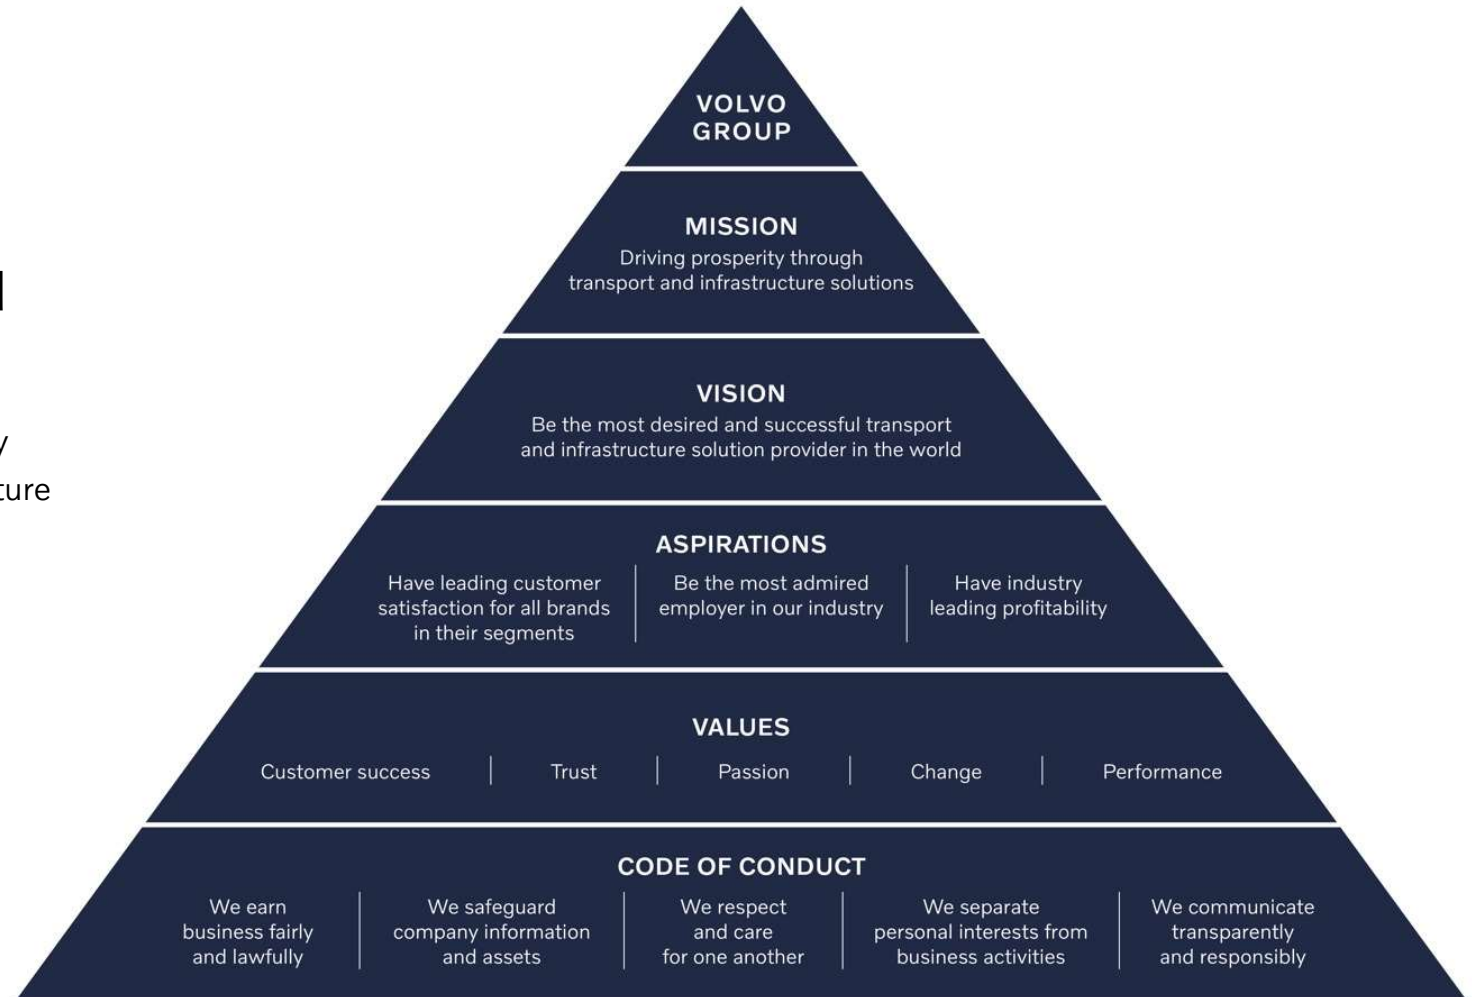 VOLVO
GROUP
MISSION
Driving prosperity through
transport and infrastructure solutions
VISION
Be the most desired and successful transport
and infrastructure solution provider in the world
ASPIRATIONS
Have leading customer
satisfaction for all brands
in their segments
Be the most admired
employer in our industry
Have industry
leading profitability
VALUES
Customer success
Trust
Passion
Change
Performance
CODE OF CONDUCT
We earn
business fairly
and lawfully
We safeguard
company information
and assets
We respect
and care
for one another
We separate
personal interests from
business activities
We communicate
transparently
and responsibly